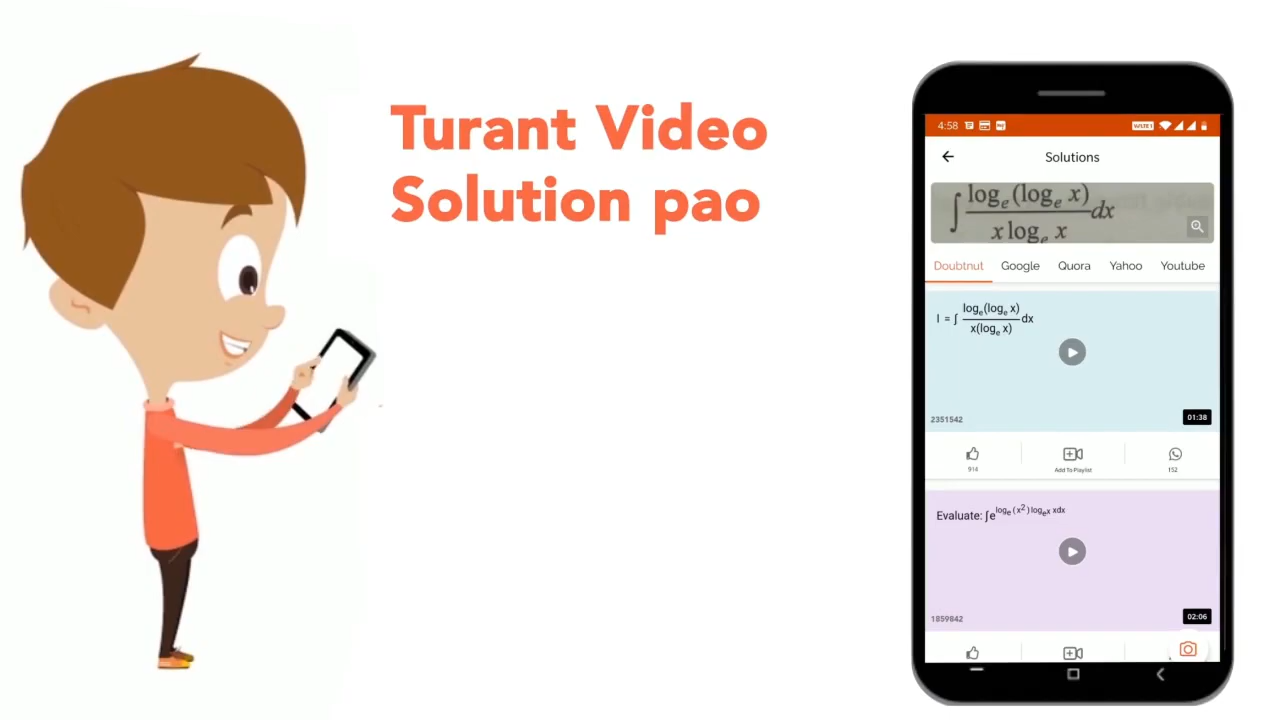 Turant Video
Solution pao
4:58
Solutions
∫ logₑ(logₑ x) / x logₑ x dx
Doubtnut Google Quora Yahoo Youtube
I = ∫ logₑ(logₑ x) / x(logₑ x) dx
2351542 01:38
914 Add To Playlist 152
Evaluate: ∫e^logₑ(x²)logₑx xdx
1859842 02:06